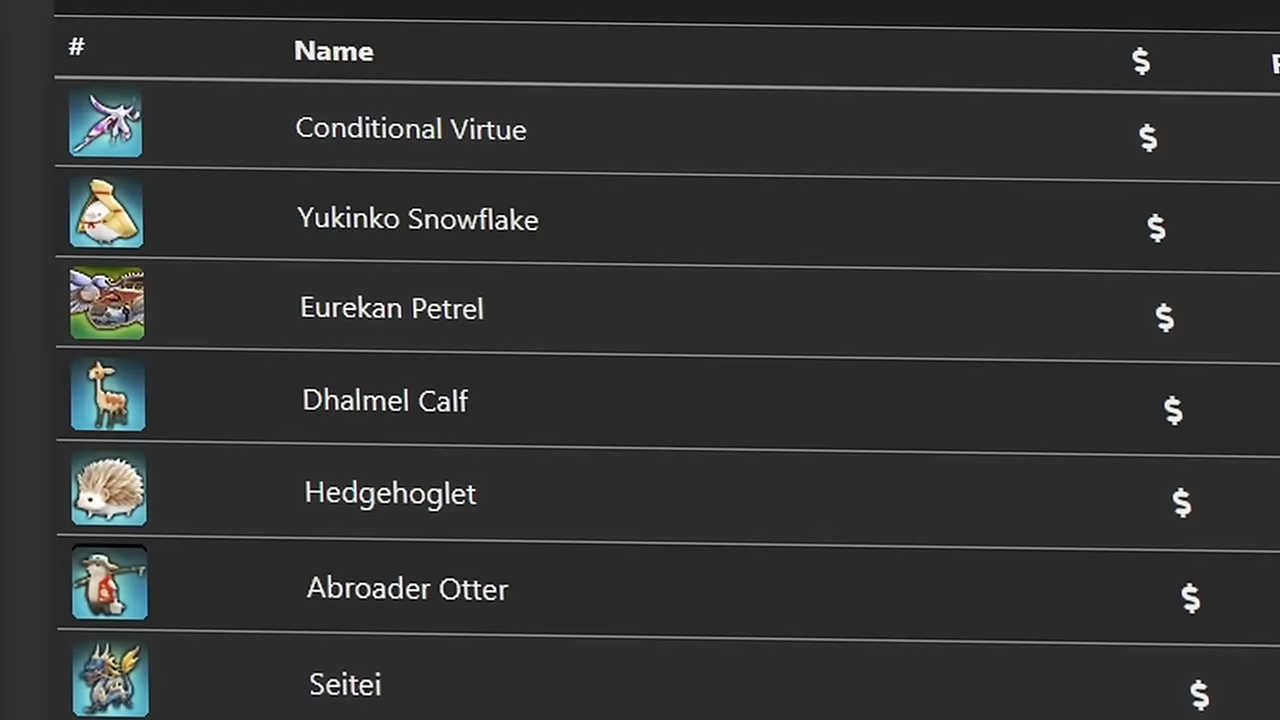 # Name $
Conditional Virtue $
Yukinko Snowflake $
Eurekan Petrel $
Dhalmel Calf $
Hedgehoglet $
Abroader Otter $
Seitei $